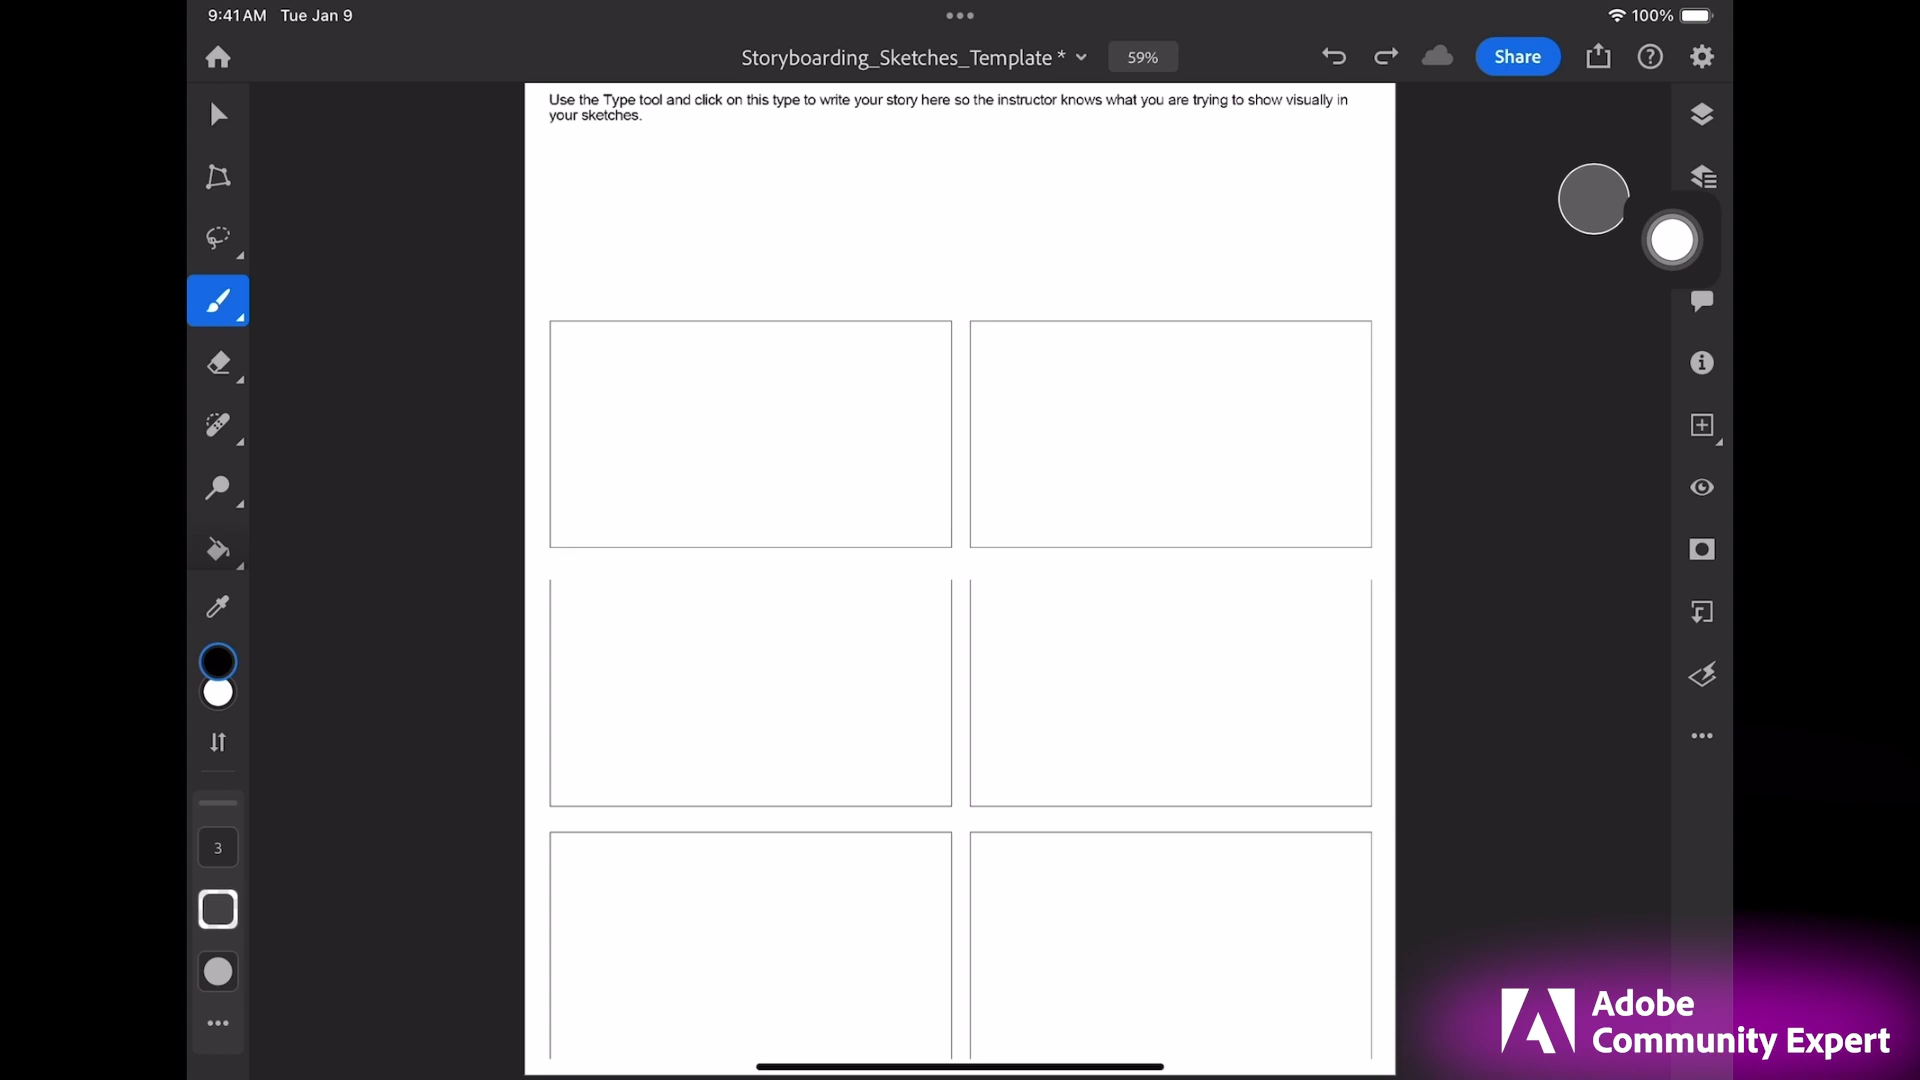 9:41 AM Tue Jan 9
100%
Storyboarding_Sketches_Template *
59%
Share
Use the Type tool and click on this type to write your story here so the instructor knows what you are trying to show visually in
your sketches.
3
Adobe
Community Expert